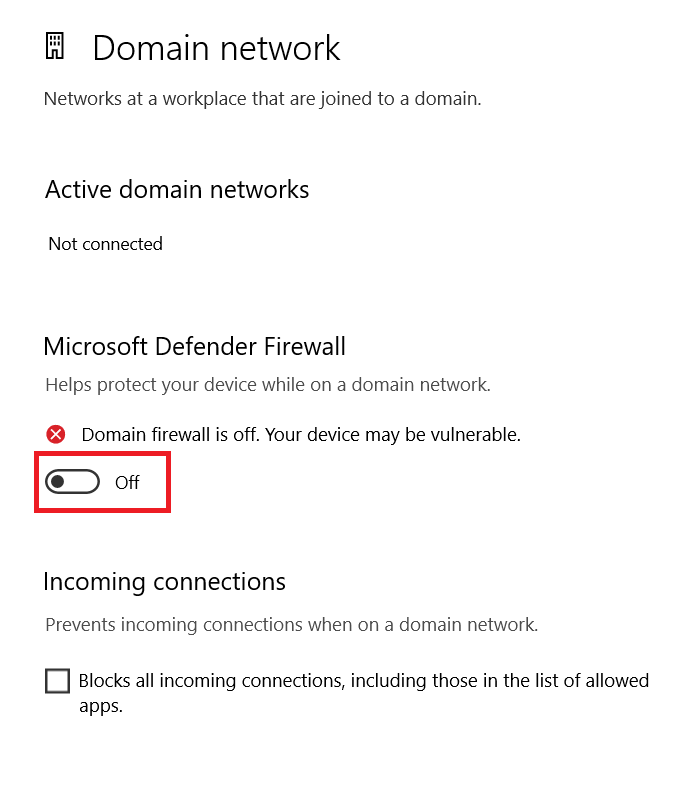 Domain network
Networks at a workplace that are joined to a domain.
Active domain networks
Not connected
Microsoft Defender Firewall
Helps protect your device while on a domain network.
Domain firewall is off. Your device may be vulnerable.
Off
Incoming connections
Prevents incoming connections when on a domain network.
Blocks all incoming connections, including those in the list of allowed
apps.